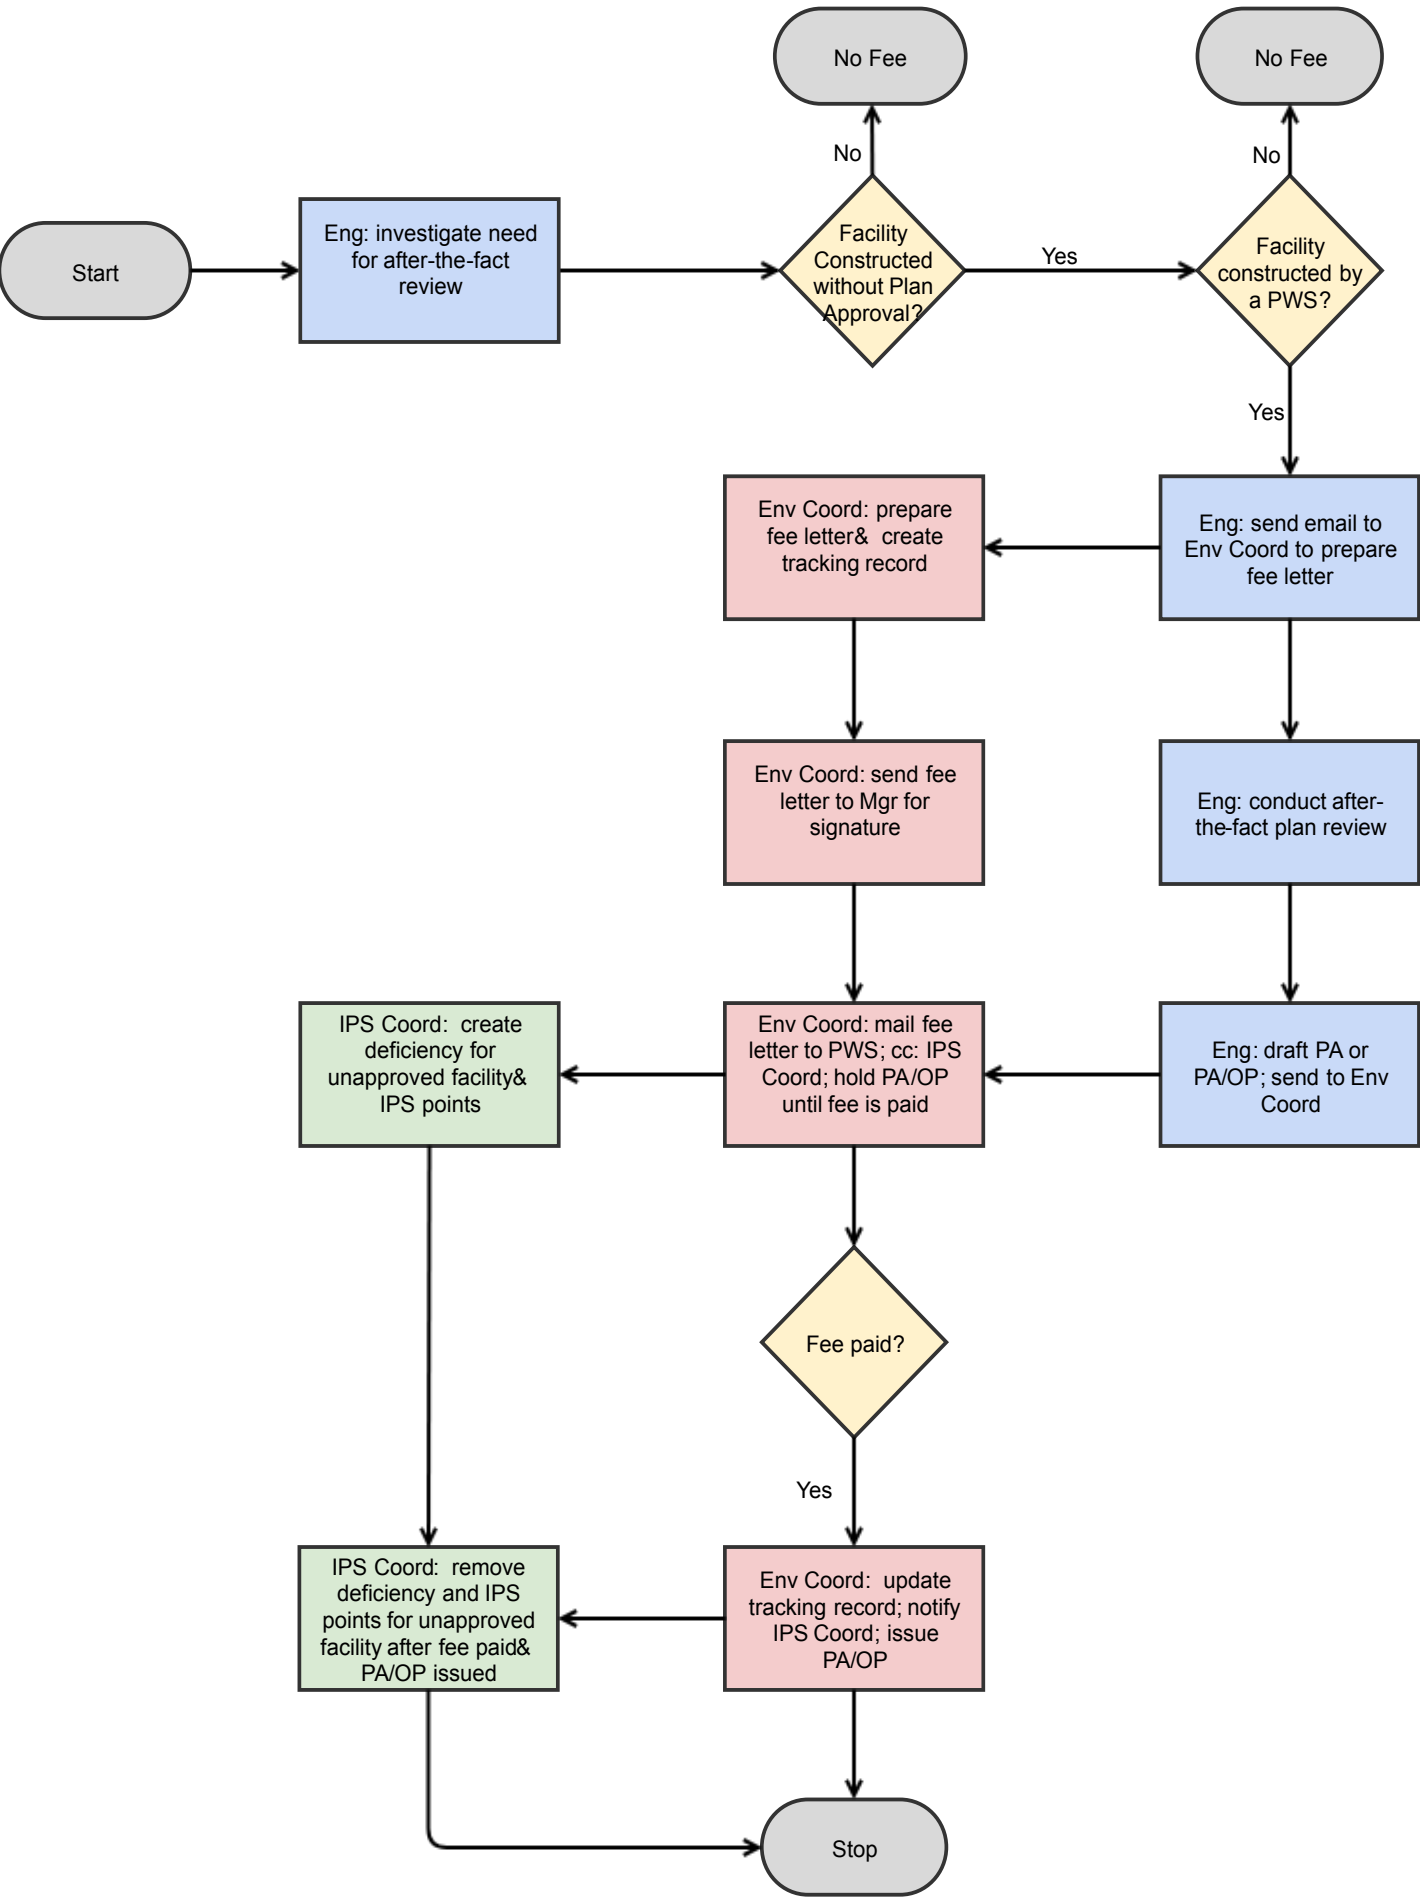 No Fee
No Fee
No
No
Start
Eng: investigate need
for after-the-fact
review
Facility
Constructed
without Plan
Approval?
Yes
Facility
constructed by
a PWS?
Yes
Env Coord: prepare
fee letter&  create
tracking record
Eng: send email to
Env Coord to prepare
fee letter
Env Coord: send fee
letter to Mgr for
signature
Eng: conduct after-
the-fact plan review
IPS Coord:  create
deficiency for
unapproved facility&
IPS points
Env Coord: mail fee
letter to PWS; cc: IPS
Coord; hold PA/OP
until fee is paid
Eng: draft PA or
PA/OP; send to Env
Coord
Fee paid?
Yes
IPS Coord:  remove
deficiency and IPS
points for unapproved
facility after fee paid&
PA/OP issued
Env Coord:  update
tracking record; notify
IPS Coord; issue
PA/OP
Stop